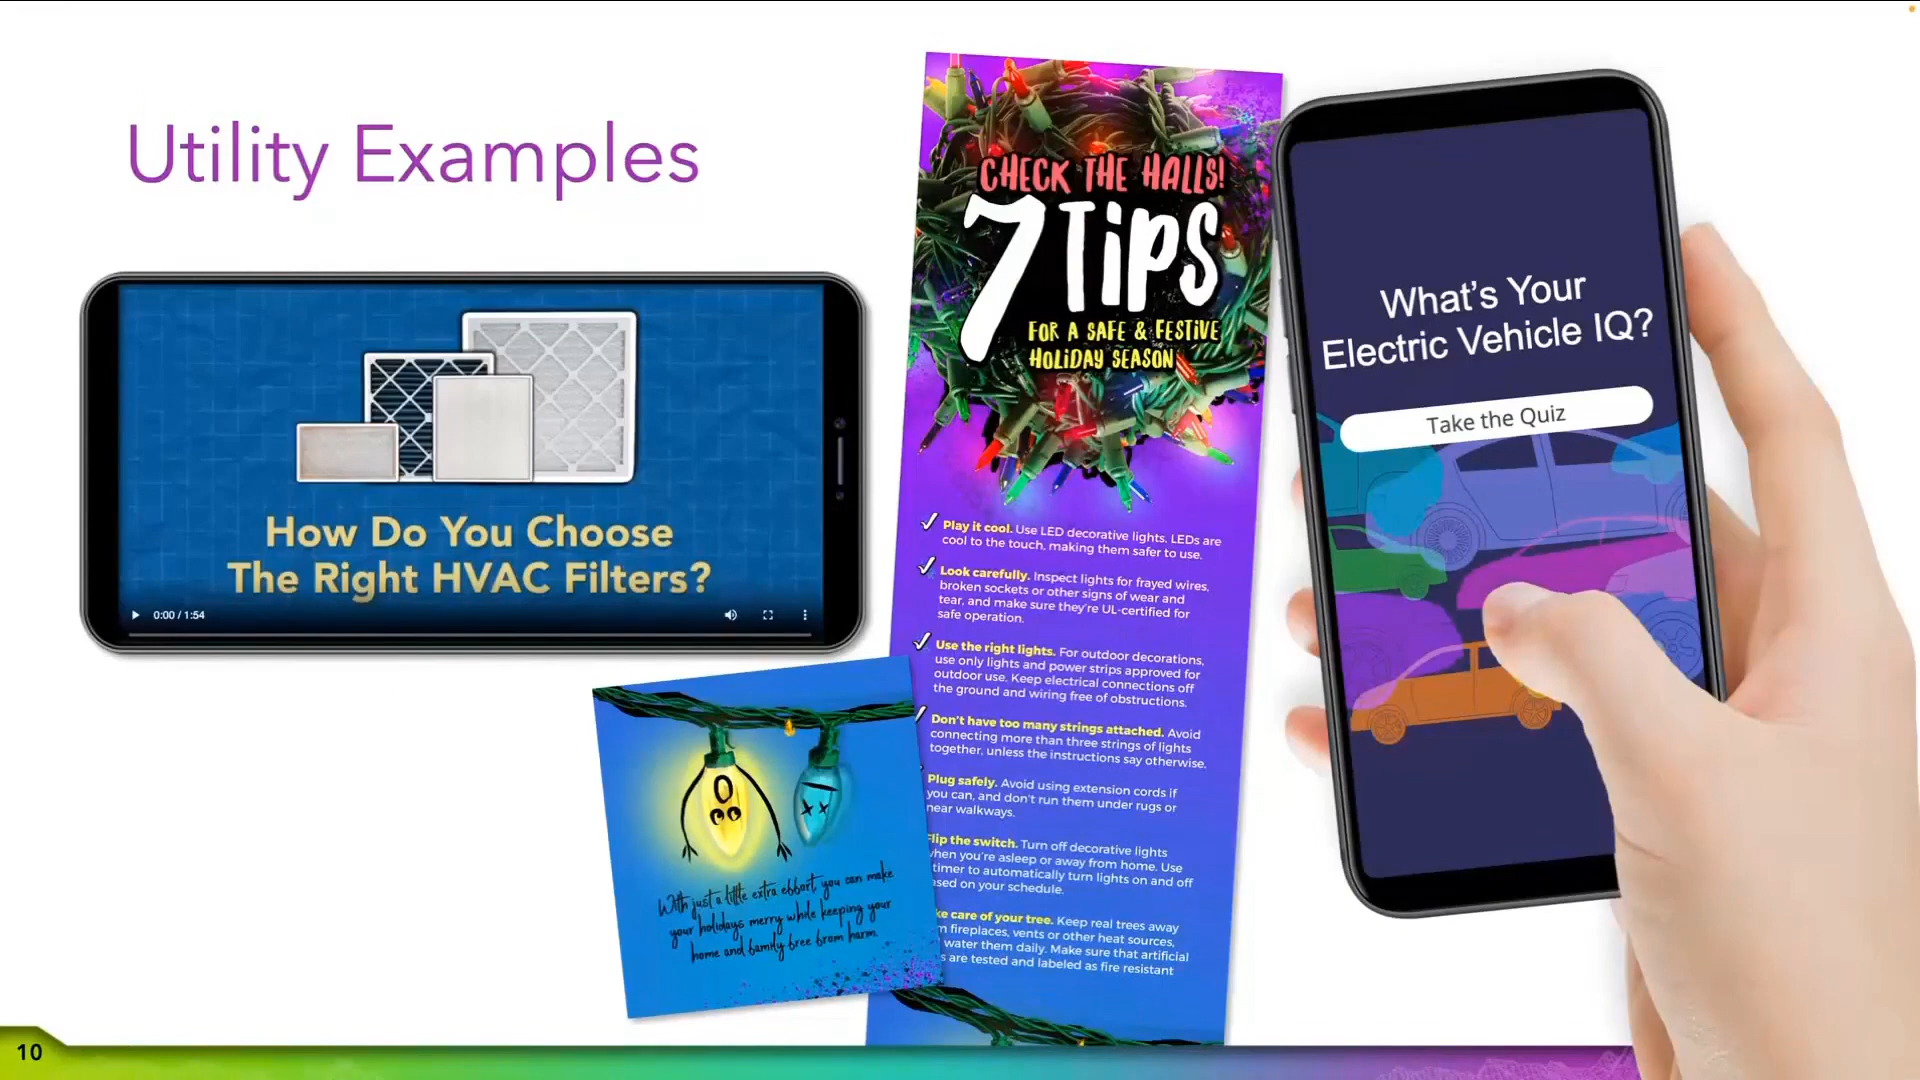 Utility Examples
How Do You Choose
The Right HVAC Filters?
0:00 / 1:54
CHECK THE HALLS!
7 TiPS
FOR A SAFE & FESTIVE
HOLIDAY SEASON
Play it cool. Use LED decorative lights. LEDs are
cool to the touch, making them safer to use.
Look carefully. Inspect lights for frayed wires,
broken sockets or other signs of wear and
tear, and make sure they're UL-certified for
safe operation.
Use the right lights. For outdoor decorations,
use only lights and power strips approved for
outdoor use. Keep electrical connections off
the ground and wiring free of obstructions.
Don't have too many strings attached. Avoid
connecting more than three strings of lights
together, unless the instructions say otherwise.
Plug safely. Avoid using extension cords if
you can, and don't run them under rugs or
near walkways.
Flip the switch. Turn off decorative lights
when you're asleep or away from home. Use
timer to automatically turn lights on and off
based on your schedule.
care of your tree. Keep real trees away
fireplaces, vents or other heat sources,
water them daily. Make sure that artificial
are tested and labeled as fire resistant
With just a little extra effort, you can make
your holidays merry while keeping your
home and family free from harm.
What's Your
Electric Vehicle IQ?
Take the Quiz
10